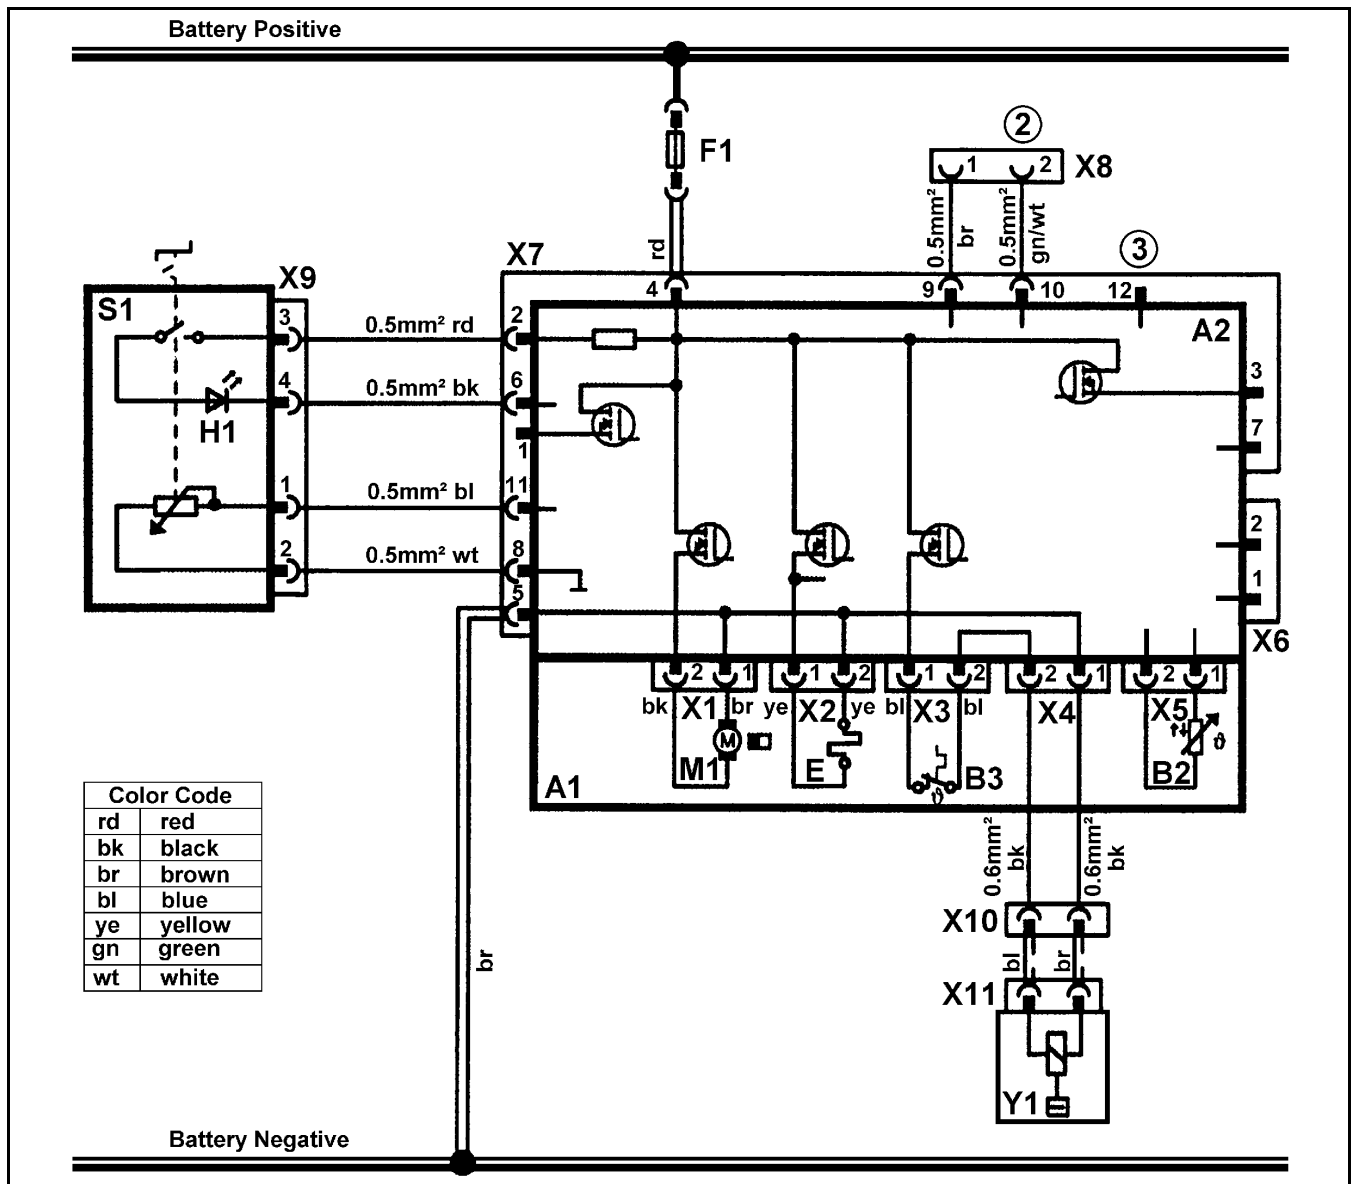 Battery Positive
F1
2
X8
1 2
0.5mm² br
0.5mm² gn/wt
3
rd
X7
X9
S1
4
9 10 12
A2
3
0.5mm² rd
2
4
0.5mm² bk
6
3
H1
1
7
1
0.5mm² bl
11
2
2
0.5mm² wt
8
1
5
X6
2 1 1 2 1 2 2 1 2 1
bk X1 br ye X2 ye bl X3 bl X4 X5
M
M1
E
B3
ϑ
B2
ϑ
A1
Color Code
rd red
bk black
br brown
bl blue
ye yellow
gn green
wt white
0.6mm² bk
0.6mm² bk
X10
br
bl br
X11
Y1
Battery Negative